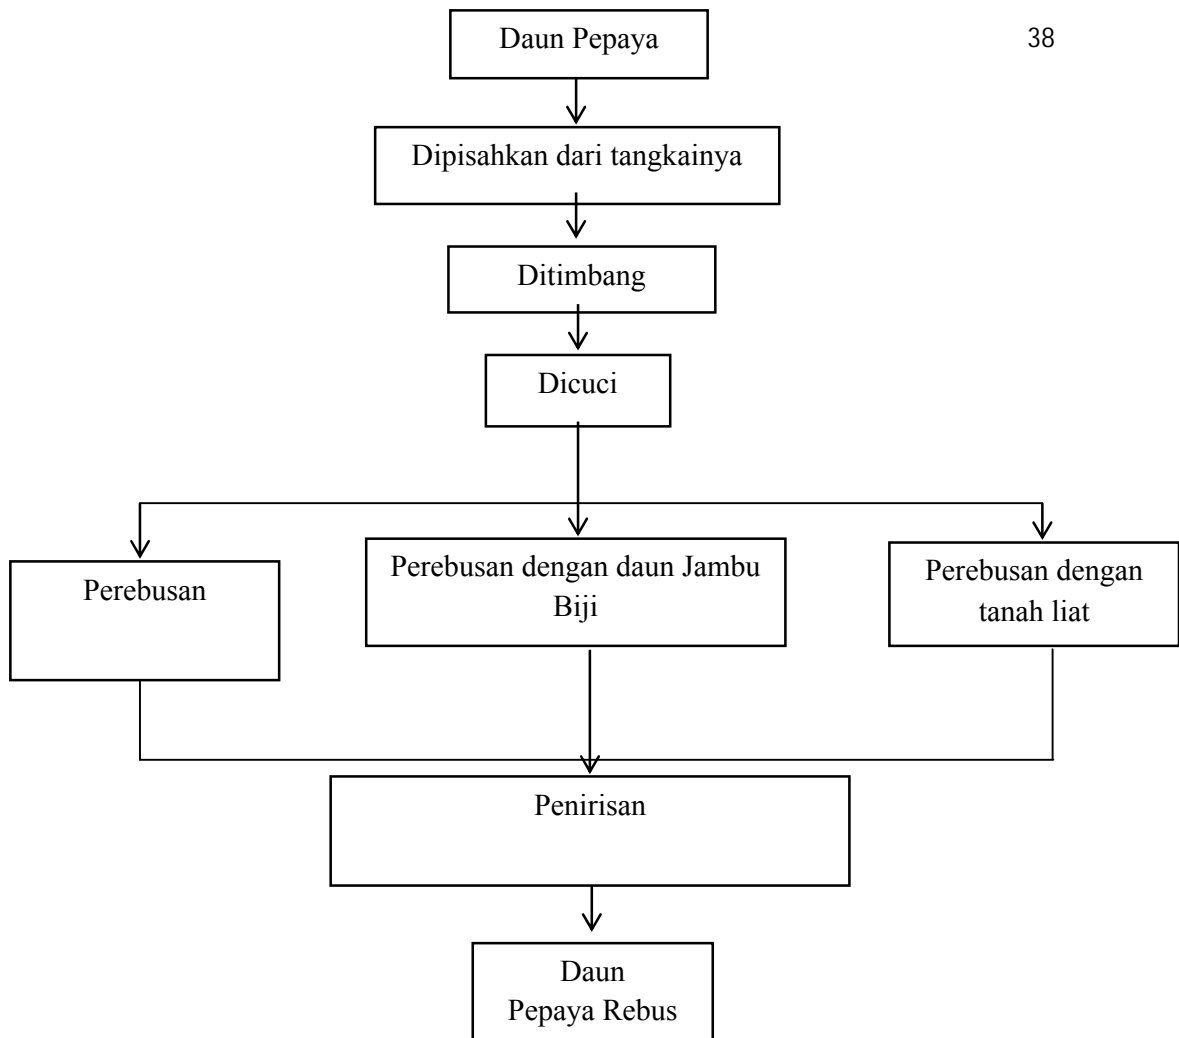 38
Daun Pepaya
Dipisahkan dari tangkainya
Ditimbang
Dicuci
Perebusan
Perebusan dengan daun Jambu
Biji
Perebusan dengan
tanah liat
Penirisan
Daun
Pepaya Rebus